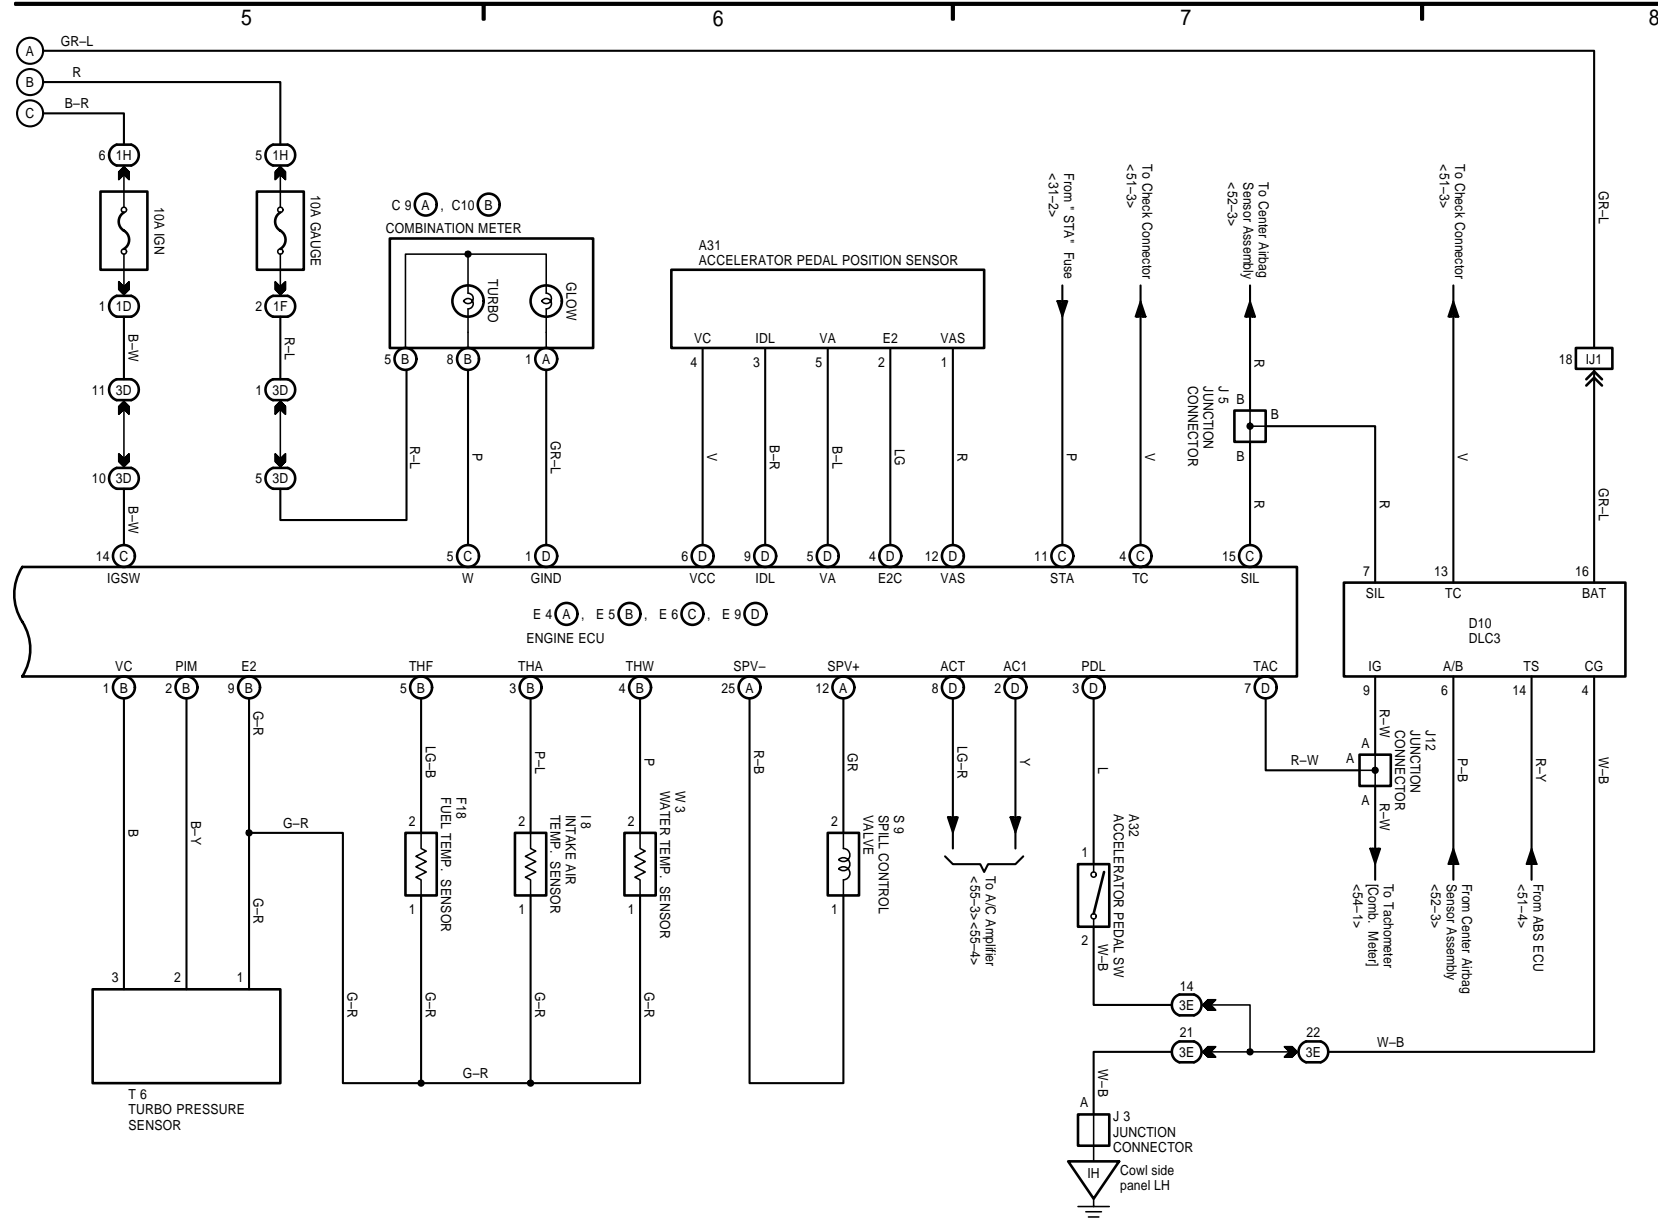 5
6
7
8
A
GR–L
B
R
C
B–R
6
1H
5
1H
10A IGN
10A GAUGE
1
1D
2
1F
B–W
R–L
11
3D
1
3D
10
3D
5
3D
B–W
C 9 A , C10 B
COMBINATION METER
TURBO
GLOW
5
B
8
B
1
A
R–L
P
GR–L
A31
ACCELERATOR PEDAL POSITION SENSOR
VC
IDL
VA
E2
VAS
4
3
5
2
1
V
B–R
B–L
LG
R
From " STA" Fuse
<31–2>
To Check Connector
<51–3>
To Center Airbag
Sensor Assembly
<52–3>
To Check Connector
<51–3>
P
V
R
J 5
JUNCTION
CONNECTOR
B
B
B
R
R
V
GR–L
18
IJ1
GR–L
14
C
5
C
1
D
6
D
9
D
5
D
4
D
12
D
11
C
4
C
15
C
IGSW
W
GIND
VCC
IDL
VA
E2C
VAS
STA
TC
SIL
E 4 A , E 5 B , E 6 C , E 9 D
ENGINE ECU
VC
PIM
E2
THF
THA
THW
SPV–
SPV+
ACT
AC1
PDL
TAC
1
B
2
B
9
B
5
B
3
B
4
B
25
A
12
A
8
D
2
D
3
D
7
D
7
13
16
SIL
TC
BAT
D10
DLC3
IG
A/B
TS
CG
9
6
14
4
G–R
LG–B
P–L
P
R–B
GR
LG–R
Y
L
R–W
R–W
A
A
A
J12
JUNCTION
CONNECTOR
R–W
P–B
R–Y
W–B
B
B–Y
G–R
G–R
2
F18
FUEL TEMP. SENSOR
1
2
I 8
INTAKE AIR
TEMP. SENSOR
1
2
W 3
WATER TEMP. SENSOR
1
2
S 9
SPILL CONTROL
VALVE
1
To A/C Amplifier
<55–3><55–4>
1
A32
ACCELERATOR PEDAL SW
2
W–B
To Tachometer
[Comb. Meter]
<54–1>
From Center Airbag
Sensor Assembly
<52–3>
From ABS ECU
<51–4>
3
2
1
G–R
G–R
G–R
G–R
G–R
T 6
TURBO PRESSURE
SENSOR
14
3E
21
3E
22
3E
W–B
W–B
A
J 3
JUNCTION
CONNECTOR
IH
Cowl side
panel LH